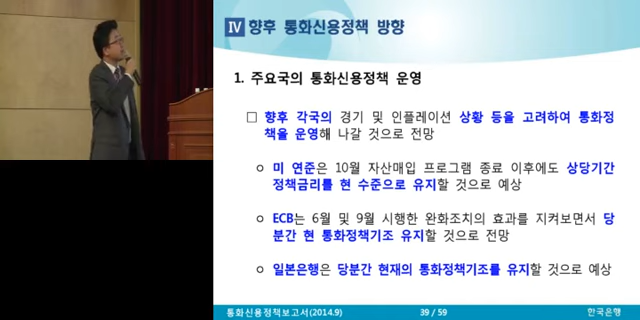 Ⅳ 향후 통화신용정책 방향
1. 주요국의 통화신용정책 운영
□ 향후 각국의 경기 및 인플레이션 상황 등을 고려하여 통화정
책을 운영해 나갈 것으로 전망
○ 미 연준은 10월 자산매입 프로그램 종료 이후에도 상당기간
정책금리를 현 수준으로 유지할 것으로 예상
○ ECB는 6월 및 9월 시행한 완화조치의 효과를 지켜보면서 당
분간 현 통화정책기조 유지할 것으로 전망
○ 일본은행은 당분간 현재의 통화정책기조를 유지할 것으로 예상
통화신용정책보고서(2014.9) 39 / 59 한국은행